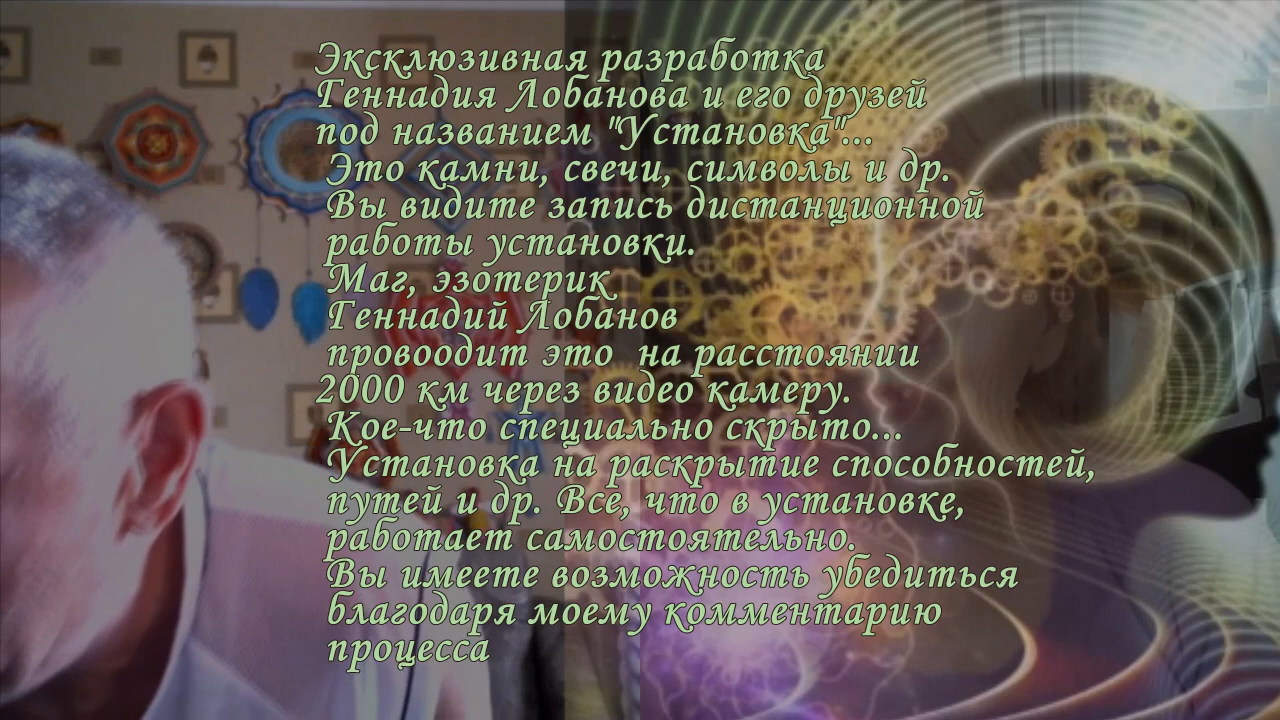 Эксклюзивная разработка
Геннадия Лобанова и его друзей
под названием "Установка"...
Это камни, свечи, символы и др.
Вы видите запись дистанционной
работы установки.
Маг, эзотерик
Геннадий Лобанов
провоодит это на расстоянии
2000 км через видео камеру.
Кое-что специально скрыто...
Установка на раскрытие способностей,
путей и др. Все, что в установке,
работает самостоятельно.
Вы имеете возможность убедиться
благодаря моему комментарию
процесса